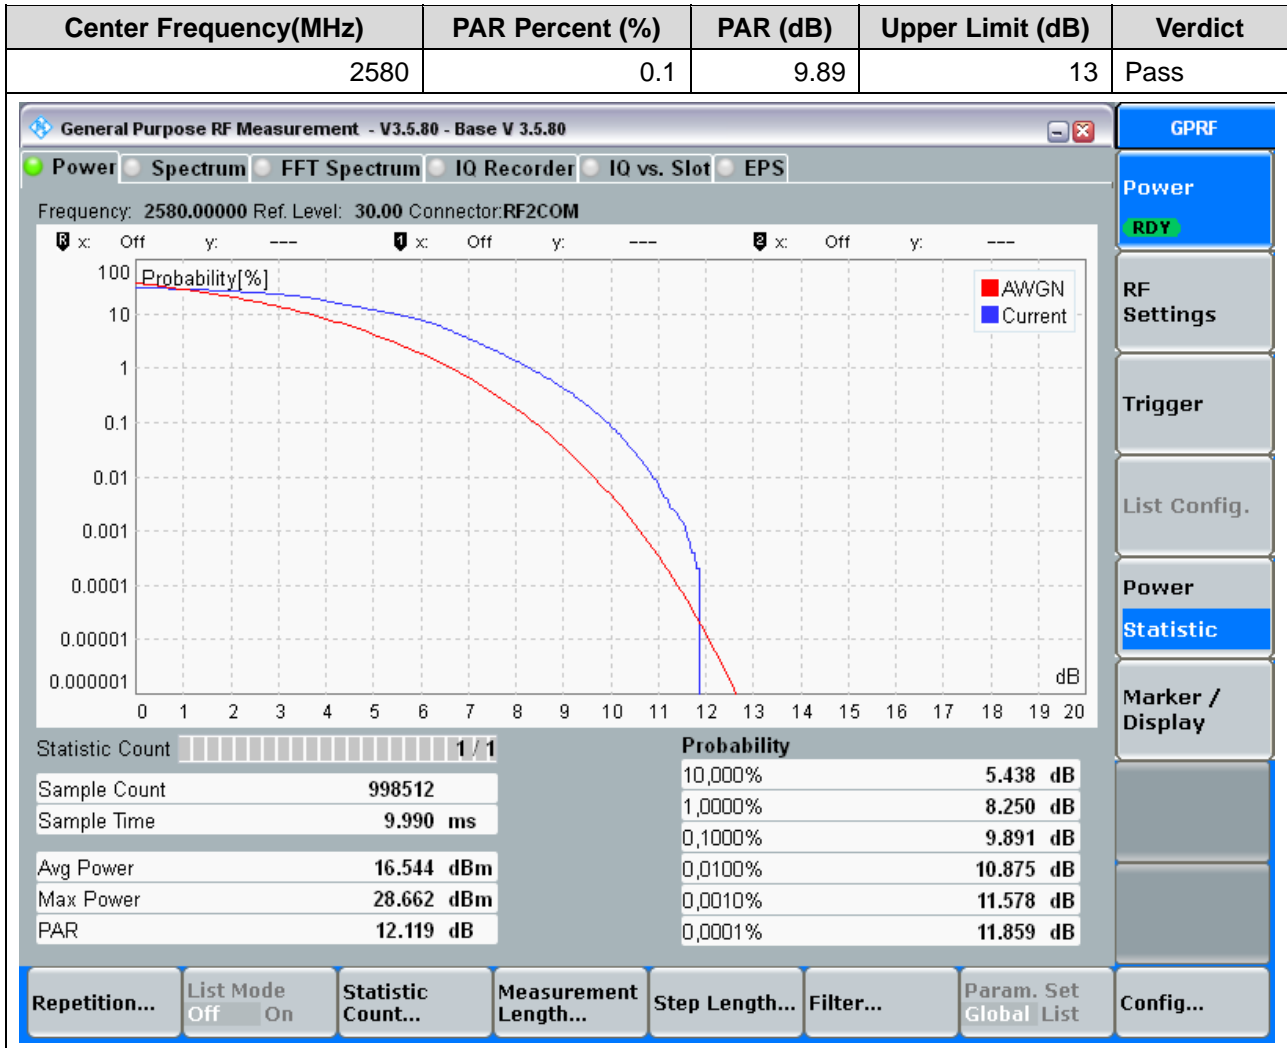 Center Frequency(MHz) PAR Percent (%) PAR (dB) Upper Limit (dB) Verdict
2580 0.1 9.89 13 Pass
General Purpose RF Measurement - V3.5.80 - Base V 3.5.80
GPRF
Power Spectrum FFT Spectrum IQ Recorder IQ vs. Slot EPS
Frequency: 2580.00000 Ref. Level: 30.00 Connector:RF2COM
R x: Off y: --- 1 x: Off y: --- 2 x: Off y: ---
Probability[%]
AWGN
Current
100
10
1
0.1
0.01
0.001
0.0001
0.00001
0.000001
dB
0 1 2 3 4 5 6 7 8 9 10 11 12 13 14 15 16 17 18 19 20
Statistic Count 1 / 1
Sample Count 998512
Sample Time 9.990 ms
Avg Power 16.544 dBm
Max Power 28.662 dBm
PAR 12.119 dB
Probability
10,000% 5.438 dB
1,0000% 8.250 dB
0,1000% 9.891 dB
0,0100% 10.875 dB
0,0010% 11.578 dB
0,0001% 11.859 dB
Power
RDY
RF
Settings
Trigger
List Config.
Power
Statistic
Marker /
Display
Repetition...
List Mode
Off On
Statistic
Count...
Measurement
Length...
Step Length...
Filter...
Param. Set
Global List
Config...